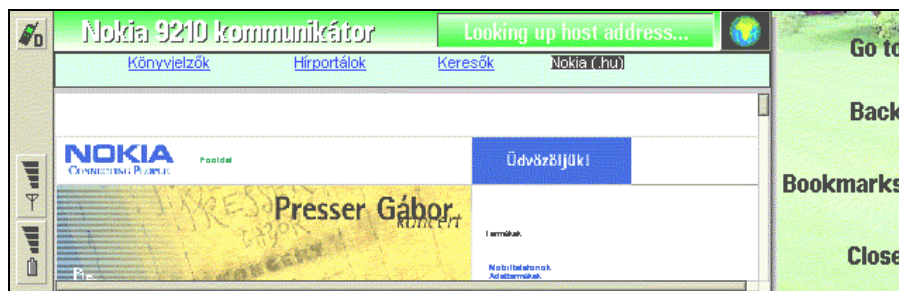 Nokia 9210 kommunikátor
Looking up host address...
Könyvjelzők Hírportálok Keresők Nokia (.hu)
NOKIA
CONNECTING PEOPLE
Főoldal
Üdvözöljük!
Presser Gábor
koncert
Termékek
Mobiltelefonok
Adattermékek
Go to
Back
Bookmarks
Close